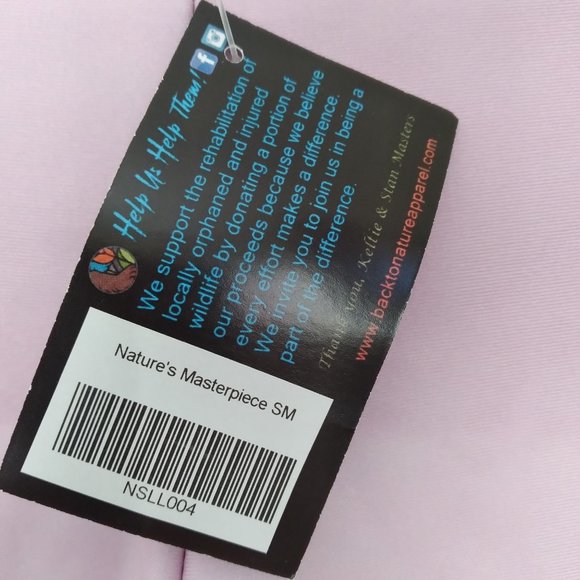 Help Us Help Them!
We support the rehabilitation of
locally orphaned and injured
wildlife by donating a portion of
our proceeds because we believe
every effort makes a difference.
We invite you to join us in being a
part of the difference.
Thank You, Kellie & Stan Masters
www.backtonatureapparel.com
Nature's Masterpiece SM
NSLL004